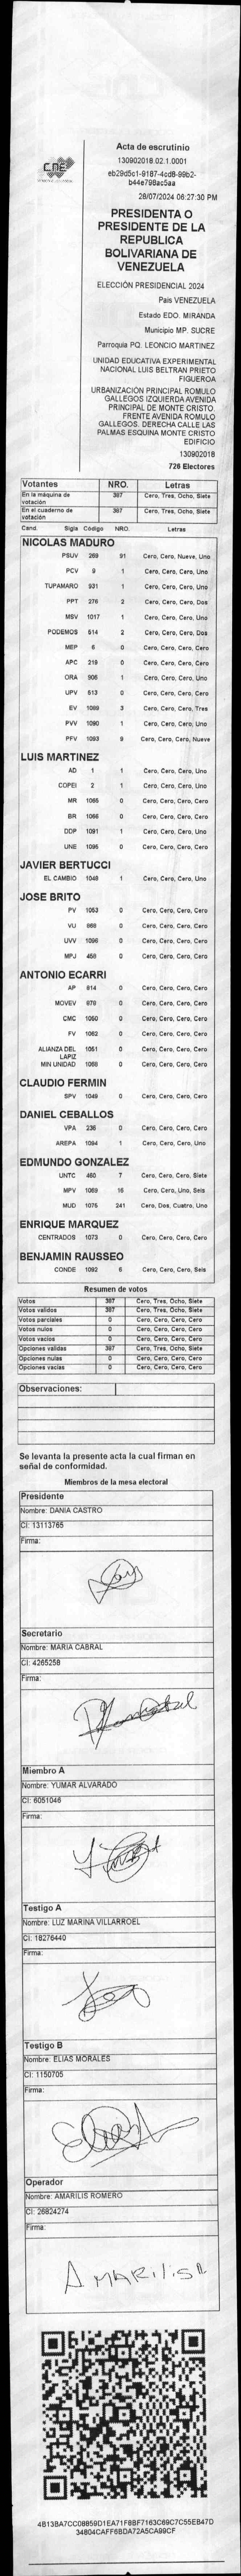 CNE
Acta de escrutinio
130902018.02.1.0001
eb29d5c1-9187-4cd8-99b2-
b44e798ac5aa
28/07/2024 06:27:30 PM
PRESIDENTA O
PRESIDENTE DE LA
REPUBLICA
BOLIVARIANA DE
VENEZUELA
ELECCIÓN PRESIDENCIAL 2024
País VENEZUELA
Estado EDO. MIRANDA
Municipio MP. SUCRE
Parroquia PQ. LEONCIO MARTINEZ
UNIDAD EDUCATIVA EXPERIMENTAL
NACIONAL LUIS BELTRAN PRIETO
FIGUEROA
URBANIZACIÓN PRINCIPAL ROMULO
GALLEGOS IZQUIERDA AVENIDA
PRINCIPAL DE MONTE CRISTO.
FRENTE AVENIDA ROMULO
GALLEGOS. DERECHA CALLE LAS
PALMAS ESQUINA MONTE CRISTO
EDIFICIO
130902018
726 Electores
Votantes NRO. Letras
En la máquina de votación 387 Cero, Tres, Ocho, Siete
En el cuaderno de votación 387 Cero, Tres, Ocho, Siete
Cand. Sigla Código NRO. Letras
NICOLAS MADURO
PSUV 269 91 Cero, Cero, Nueve, Uno
PCV 9 1 Cero, Cero, Cero, Uno
TUPAMARO 931 1 Cero, Cero, Cero, Uno
PPT 276 2 Cero, Cero, Cero, Dos
MSV 1017 1 Cero, Cero, Cero, Uno
PODEMOS 514 2 Cero, Cero, Cero, Dos
MEP 6 0 Cero, Cero, Cero, Cero
APC 219 0 Cero, Cero, Cero, Cero
ORA 906 1 Cero, Cero, Cero, Uno
UPV 513 0 Cero, Cero, Cero, Cero
EV 1088 3 Cero, Cero, Cero, Tres
PVV 1090 1 Cero, Cero, Cero, Uno
PFV 1093 9 Cero, Cero, Cero, Nueve
LUIS MARTINEZ
AD 1 1 Cero, Cero, Cero, Uno
COPEI 2 1 Cero, Cero, Cero, Uno
MR 1065 0 Cero, Cero, Cero, Cero
BR 1066 0 Cero, Cero, Cero, Cero
DDP 1091 1 Cero, Cero, Cero, Uno
UNE 1095 0 Cero, Cero, Cero, Cero
JAVIER BERTUCCI
EL CAMBIO 1048 1 Cero, Cero, Cero, Uno
JOSE BRITO
PV 1053 0 Cero, Cero, Cero, Cero
VU 868 0 Cero, Cero, Cero, Cero
UVV 1096 0 Cero, Cero, Cero, Cero
MPJ 458 0 Cero, Cero, Cero, Cero
ANTONIO ECARRI
AP 814 0 Cero, Cero, Cero, Cero
MOVEV 879 0 Cero, Cero, Cero, Cero
CMC 1050 0 Cero, Cero, Cero, Cero
FV 1062 0 Cero, Cero, Cero, Cero
ALIANZA DEL LAPIZ 1051 0 Cero, Cero, Cero, Cero
MIN UNIDAD 1068 0 Cero, Cero, Cero, Cero
CLAUDIO FERMIN
SPV 1049 0 Cero, Cero, Cero, Cero
DANIEL CEBALLOS
VPA 236 0 Cero, Cero, Cero, Cero
AREPA 1094 1 Cero, Cero, Cero, Uno
EDMUNDO GONZALEZ
UNTC 460 7 Cero, Cero, Cero, Siete
MPV 1069 16 Cero, Cero, Uno, Seis
MUD 1075 241 Cero, Dos, Cuatro, Uno
ENRIQUE MARQUEZ
CENTRADOS 1073 0 Cero, Cero, Cero, Cero
BENJAMIN RAUSSEO
CONDE 1092 6 Cero, Cero, Cero, Seis
Resumen de votos
Votos 387 Cero, Tres, Ocho, Siete
Votos validos 387 Cero, Tres, Ocho, Siete
Votos parciales 0 Cero, Cero, Cero, Cero
Votos nulos 0 Cero, Cero, Cero, Cero
Votos vacios 0 Cero, Cero, Cero, Cero
Opciones validas 387 Cero, Tres, Ocho, Siete
Opciones nulas 0 Cero, Cero, Cero, Cero
Opciones vacias 0 Cero, Cero, Cero, Cero
Observaciones:
Se levanta la presente acta la cual firman en
señal de conformidad.
Miembros de la mesa electoral
Presidente
Nombre: DANIA CASTRO
CI: 13113765
Firma:
Secretario
Nombre: MARIA CABRAL
CI: 4265258
Firma:
Miembro A
Nombre: YUMAR ALVARADO
CI: 6051046
Firma:
Testigo A
Nombre: LUZ MARINA VILLARROEL
CI: 18276440
Firma:
Testigo B
Nombre: ELIAS MORALES
CI: 1150705
Firma:
Operador
Nombre: AMARILIS ROMERO
CI: 26824274
Firma:
4B13BA7CC08859D1EA71F8BF7163C69C7C55EB47D
34804CAFF6BDA72A5CA99CF